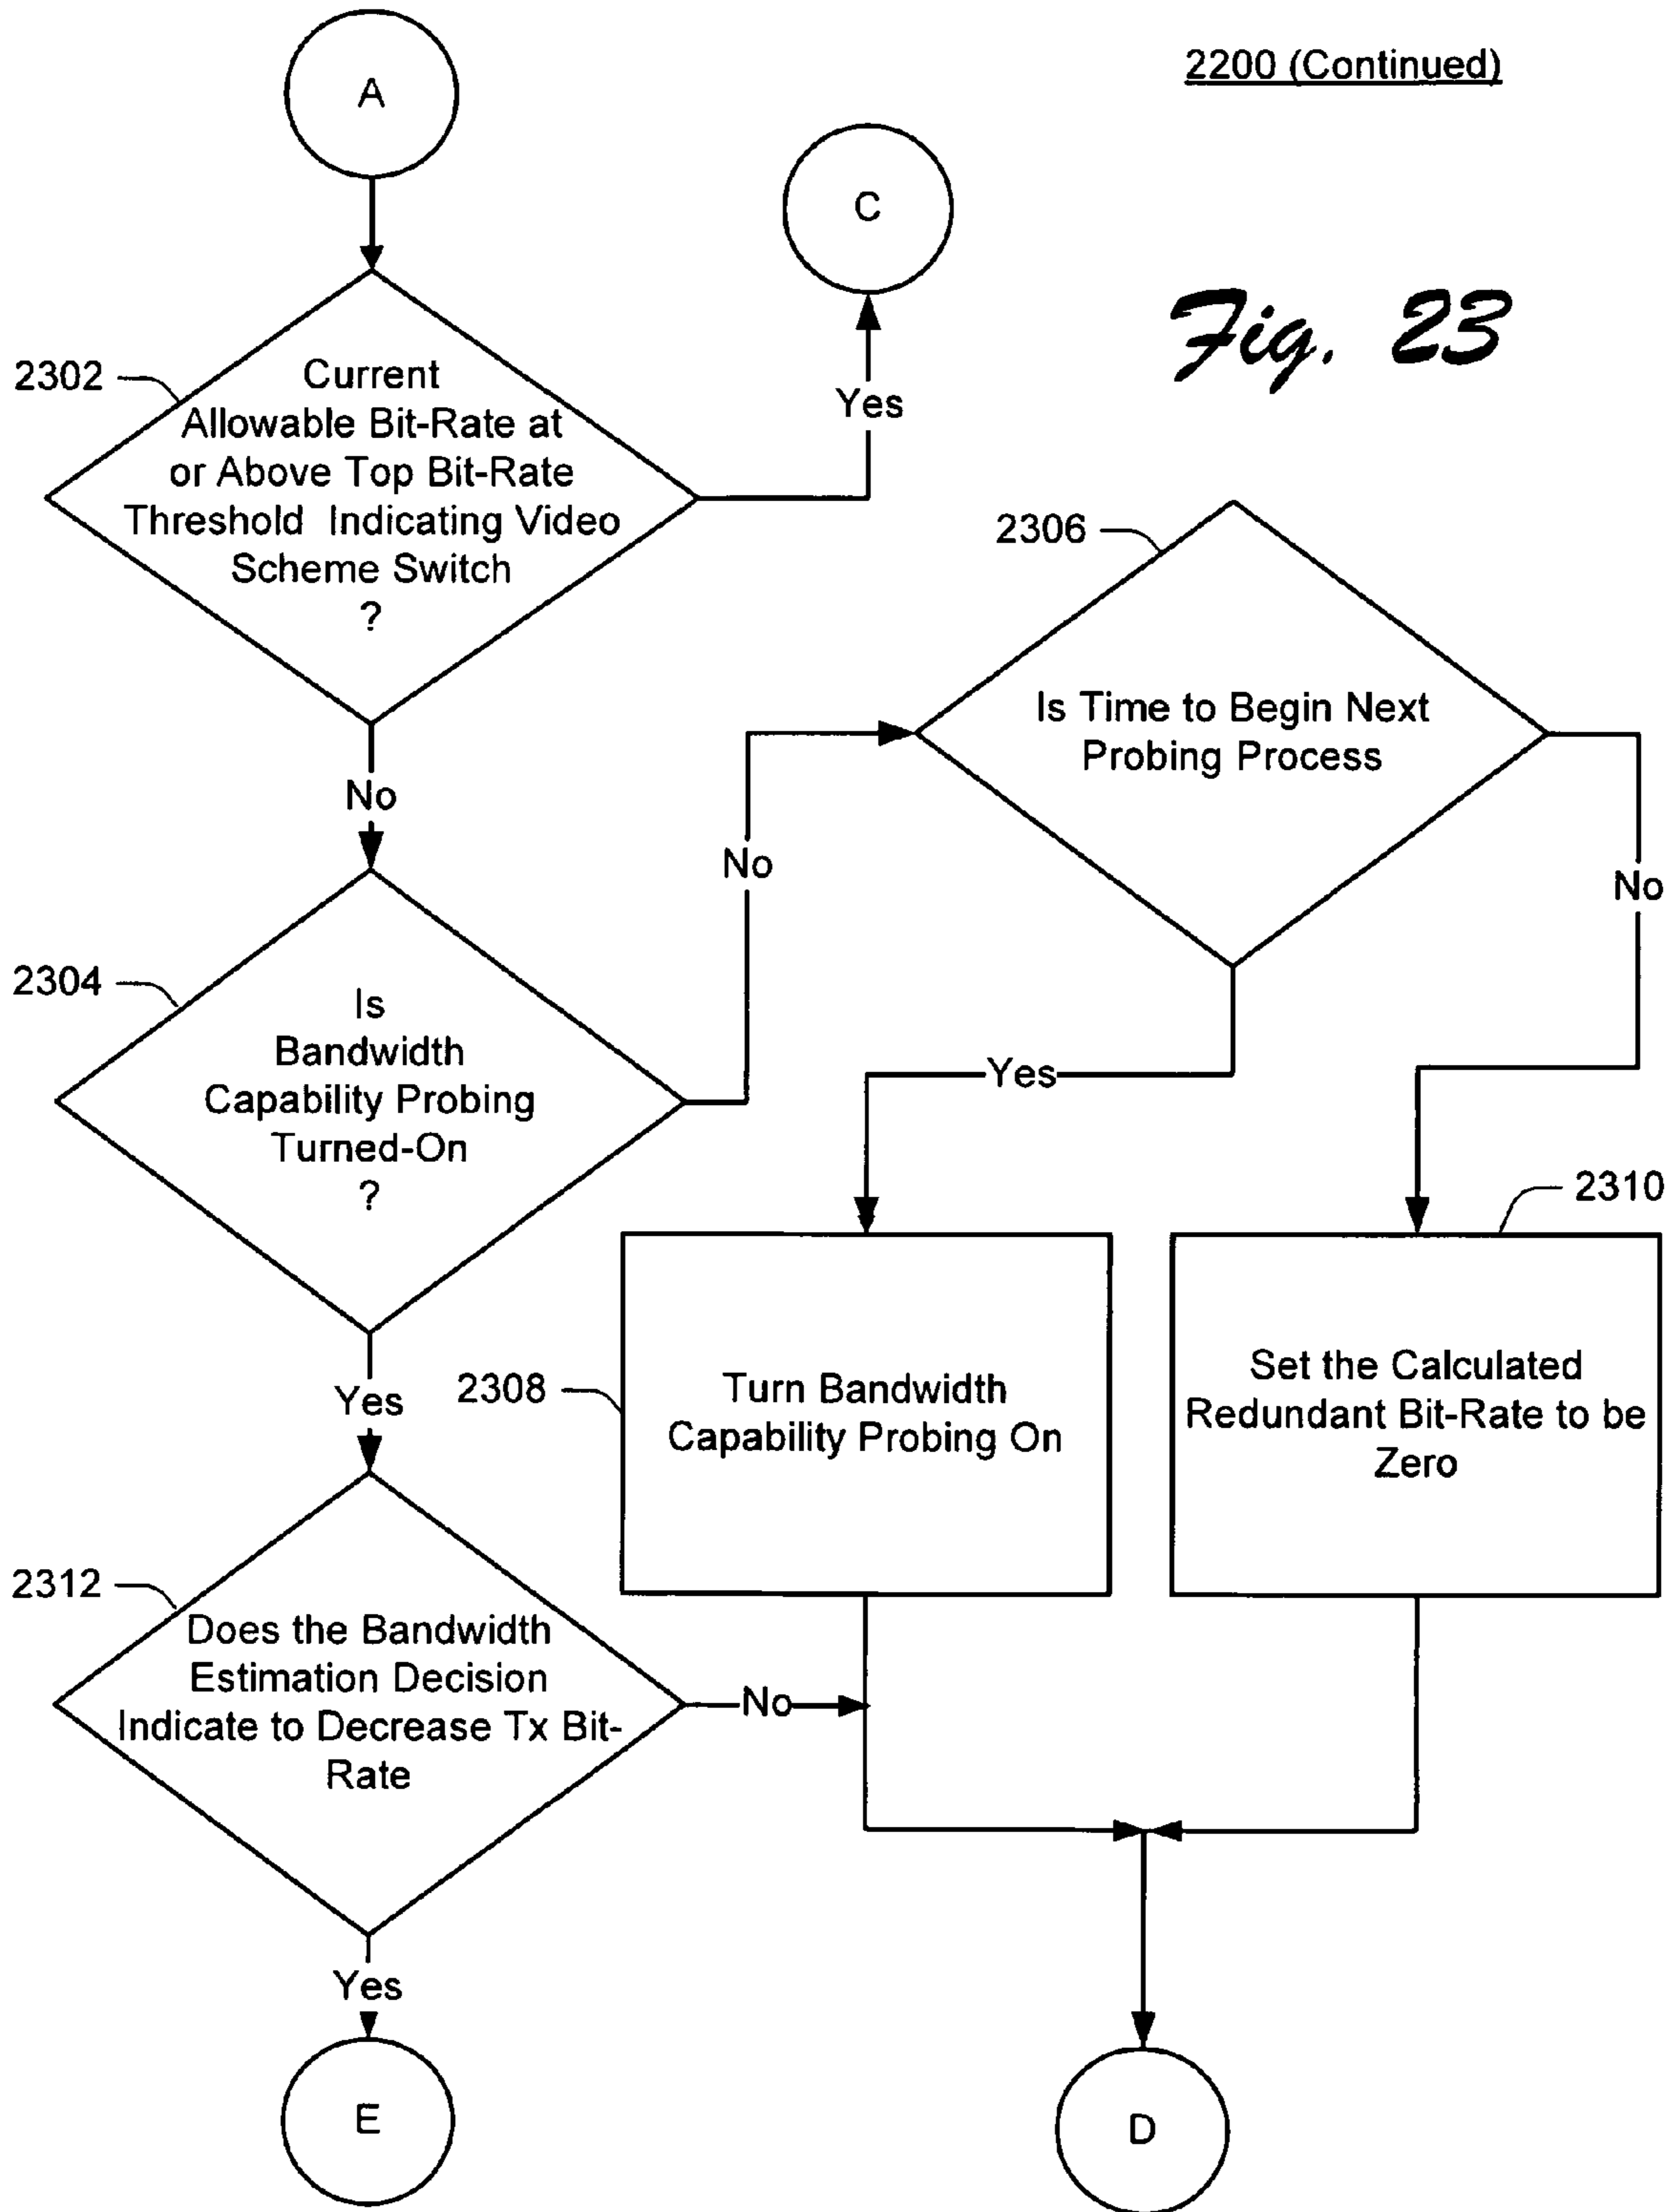 A
2200 (Continued)
C
Fig. 23
2302
Current
Allowable Bit-Rate at
or Above Top Bit-Rate
Threshold Indicating Video
Scheme Switch
?
Yes
No
2306
Is Time to Begin Next
Probing Process
No
No
2304
Is
Bandwidth
Capability Probing
Turned-On
?
Yes
2310
Yes
2308
Turn Bandwidth
Capability Probing On
Set the Calculated
Redundant Bit-Rate to be
Zero
2312
Does the Bandwidth
Estimation Decision
Indicate to Decrease Tx Bit-
Rate
No
Yes
E
D